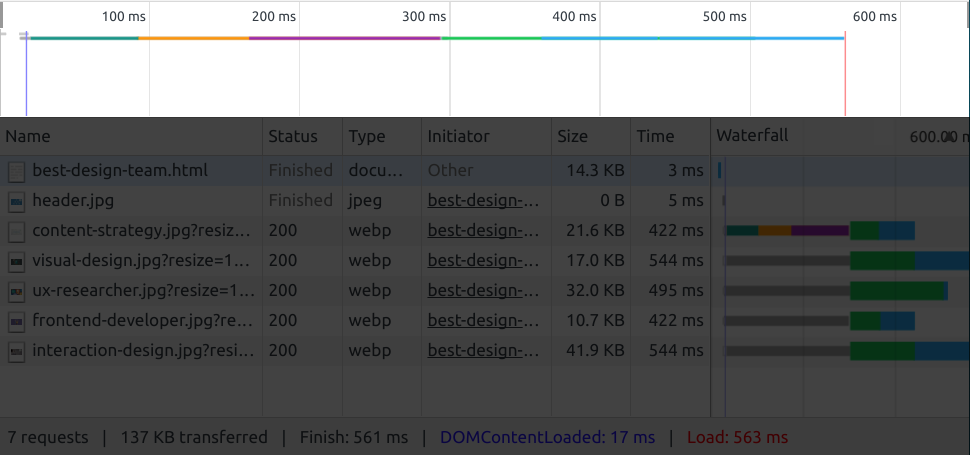 100 ms 200 ms 300 ms 400 ms 500 ms 600 ms
Name Status Type Initiator Size Time Waterfall 600.00 m
best-design-team.html Finished docu... Other 14.3 KB 3 ms
header.jpg Finished jpeg best-design-... 0 B 5 ms
content-strategy.jpg?resiz... 200 webp best-design-... 21.6 KB 422 ms
visual-design.jpg?resize=1... 200 webp best-design-... 17.0 KB 544 ms
ux-researcher.jpg?resize=1... 200 webp best-design-... 32.0 KB 495 ms
frontend-developer.jpg?re... 200 webp best-design-... 10.7 KB 422 ms
interaction-design.jpg?resi... 200 webp best-design-... 41.9 KB 544 ms
7 requests | 137 KB transferred | Finish: 561 ms | DOMContentLoaded: 17 ms | Load: 563 ms